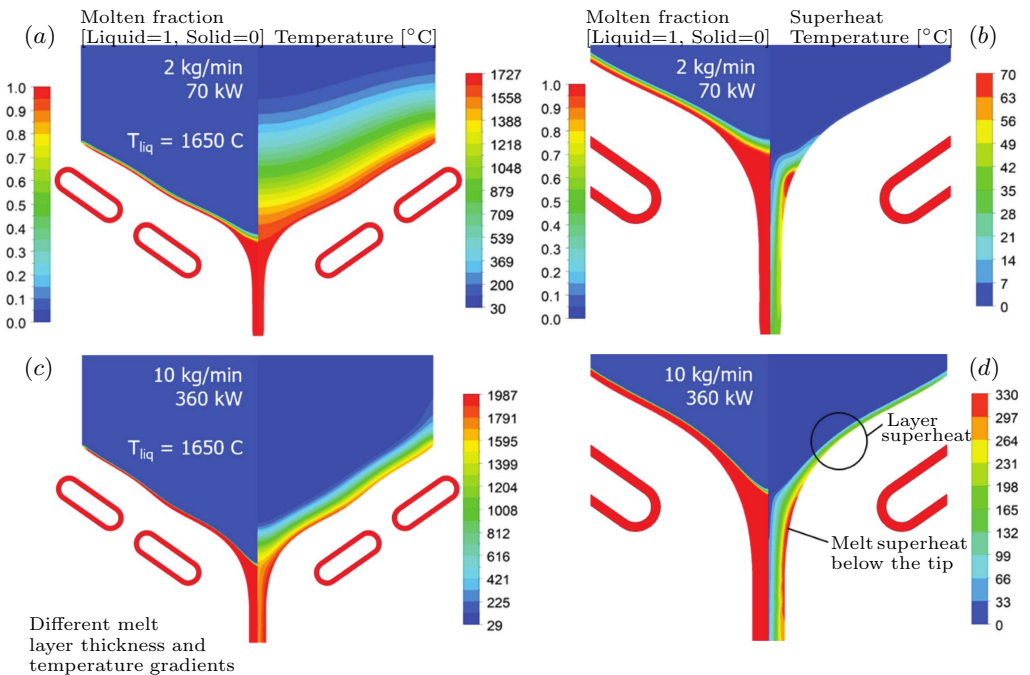 Molten fraction
(a) [Liquid=1, Solid=0] Temperature [°C]
2 kg/min
70 kW
T_liq = 1650 C
1.0
0.9
0.8
0.7
0.6
0.5
0.4
0.3
0.2
0.1
0.0
1727
1558
1387
1218
1048
879
709
539
369
200
30
Molten fraction Superheat
[Liquid=1, Solid=0] Temperature [°C] (b)
2 kg/min
70 kW
1.0
0.9
0.8
0.7
0.6
0.5
0.4
0.3
0.2
0.1
0.0
70
63
56
49
42
35
28
21
14
7
0
(c)
10 kg/min
360 kW
T_liq = 1650 C
1987
1791
1595
1399
1204
1008
812
616
421
225
29
Different melt
layer thickness and
temperature gradients
(d)
10 kg/min
360 kW
Layer
superheat
Melt superheat
below the tip
330
297
264
231
198
165
132
99
66
33
0